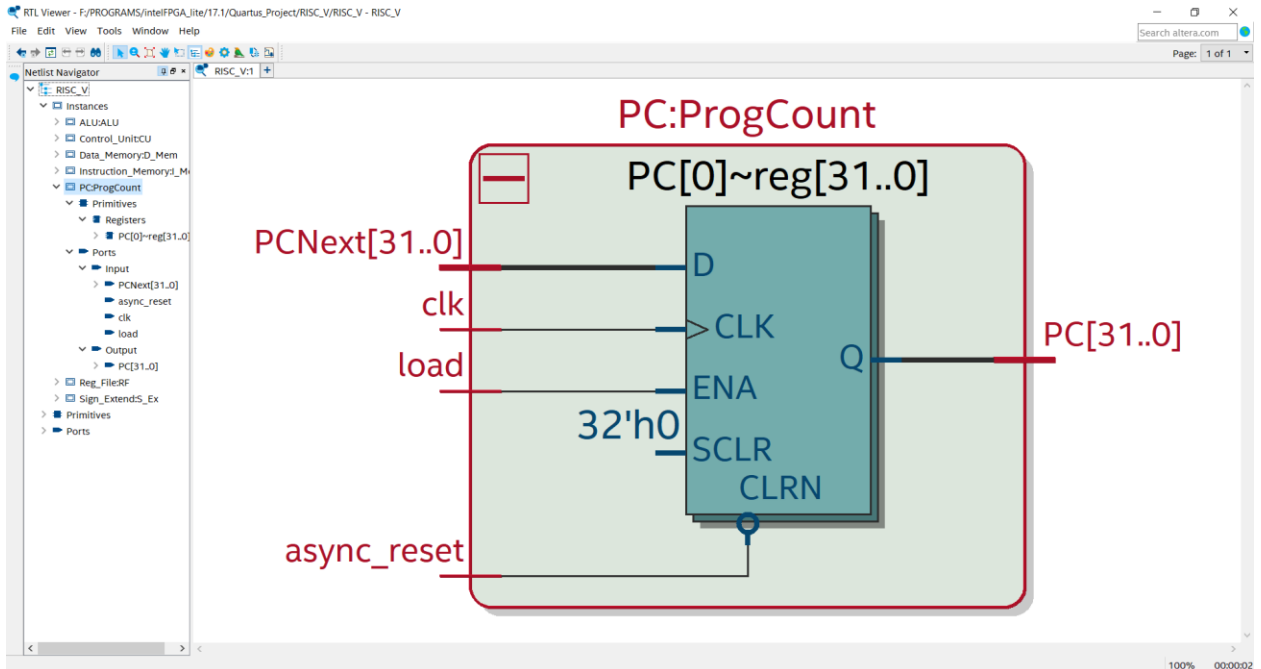 RTL Viewer - F:/PROGRAMS/intelFPGA_lite/17.1/Quartus_Project/RISC_V/RISC_V - RISC_V
File Edit View Tools Window Help
Search altera.com
Page: 1 of 1
Netlist Navigator
RISC_V:1
RISC_V
Instances
ALU:ALU
Control_Unit:CU
Data_Memory:D_Mem
Instruction_Memory:I_M
PC:ProgCount
Primitives
Registers
PC[0]~reg[31..0]
Ports
Input
PCNext[31..0]
async_reset
clk
load
Output
PC[31..0]
Reg_File:RF
Sign_Extend:S_Ex
Primitives
Ports
PC:ProgCount
PC[0]~reg[31..0]
PCNext[31..0]
D
clk
CLK
PC[31..0]
load
Q
ENA
32'h0
SCLR
CLRN
async_reset
100% 00:00:02